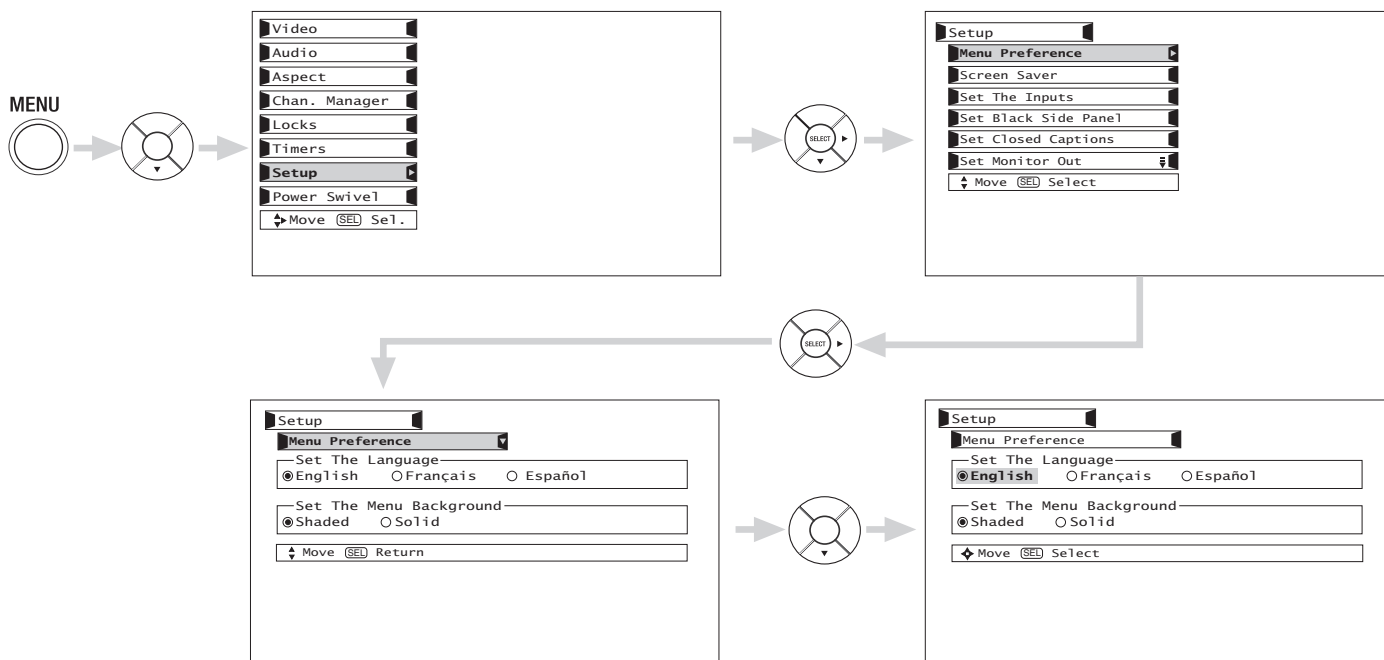 MENU
Video
Audio
Aspect
Chan. Manager
Locks
Timers
Setup
Power Swivel
Move SEL Sel.
SELECT
Setup
Menu Preference
Screen Saver
Set The Inputs
Set Black Side Panel
Set Closed Captions
Set Monitor Out
Move SEL Select
SELECT
Setup
Menu Preference
Set The Language
English Français Español
Set The Menu Background
Shaded Solid
Move SEL Return
Setup
Menu Preference
Set The Language
English Français Español
Set The Menu Background
Shaded Solid
Move SEL Select